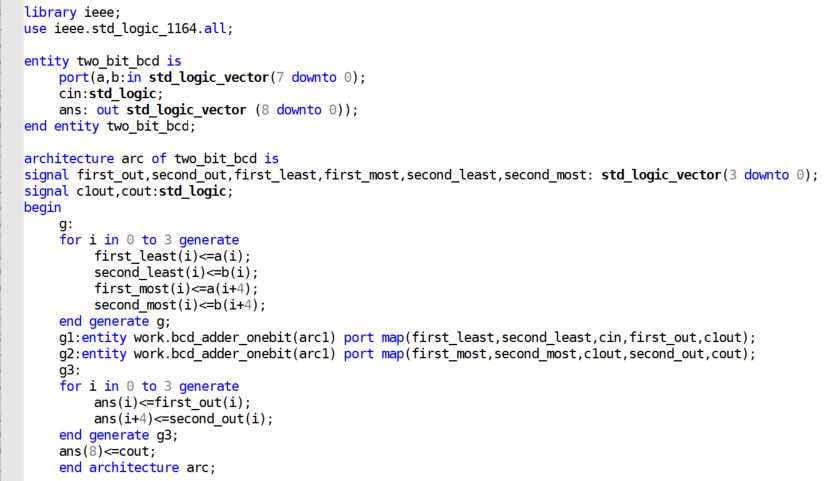 library ieee;
use ieee.std_logic_1164.all;
entity two_bit_bcd is
port(a,b:in std_logic_vector(7 downto 0);
cin:std_logic;
ans: out std_logic_vector (8 downto 0));
end entity two_bit_bcd;
architecture arc of two_bit_bcd is
signal first_out,second_out,first_least,first_most,second_least,second_most: std_logic_vector(3 downto 0);
signal c1out,cout:std_logic;
begin
g:
for i in 0 to 3 generate
first_least(i)<=a(i);
second_least(i)<=b(i);
first_most(i)<=a(i+4);
second_most(i)<=b(i+4);
end generate g;
g1:entity work.bcd_adder_onebit(arc1) port map(first_least,second_least,cin,first_out,c1out);
g2:entity work.bcd_adder_onebit(arc1) port map(first_most,second_most,c1out,second_out,cout);
g3:
for i in 0 to 3 generate
ans(i)<=first_out(i);
ans(i+4)<=second_out(i);
end generate g3;
ans(8)<=cout;
end architecture arc;